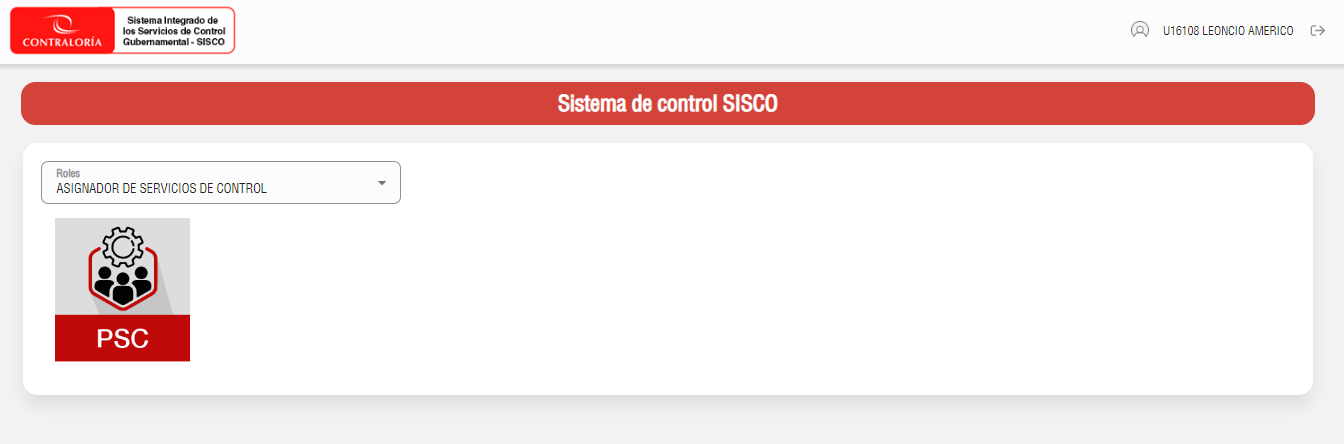 CONTRALORÍA
Sistema Integrado de
los Servicios de Control
Gubernamental - SISCO
U16108 LEONCIO AMERICO
Sistema de control SISCO
Roles
ASIGNADOR DE SERVICIOS DE CONTROL
PSC